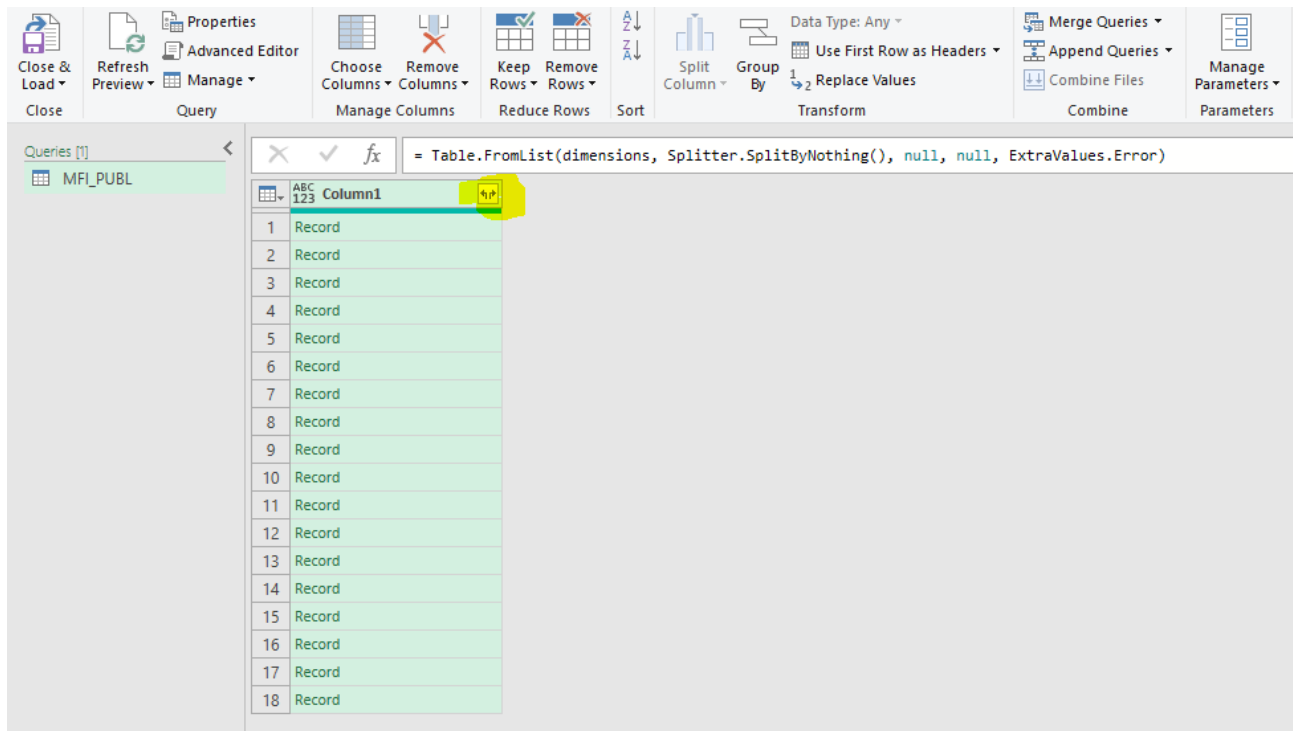 Close & Load
Refresh Preview
Properties
Advanced Editor
Manage
Choose Columns
Remove Columns
Keep Rows
Remove Rows
A
Z
Z
A
Split Column
Group By
Data Type: Any
Use First Row as Headers
1
2 Replace Values
Merge Queries
Append Queries
Combine Files
Manage Parameters
Close
Query
Manage Columns
Reduce Rows
Sort
Transform
Combine
Parameters
Queries [1]
MFI_PUBL
fx
= Table.FromList(dimensions, Splitter.SplitByNothing(), null, null, ExtraValues.Error)
ABC
123 Column1
1 Record
2 Record
3 Record
4 Record
5 Record
6 Record
7 Record
8 Record
9 Record
10 Record
11 Record
12 Record
13 Record
14 Record
15 Record
16 Record
17 Record
18 Record